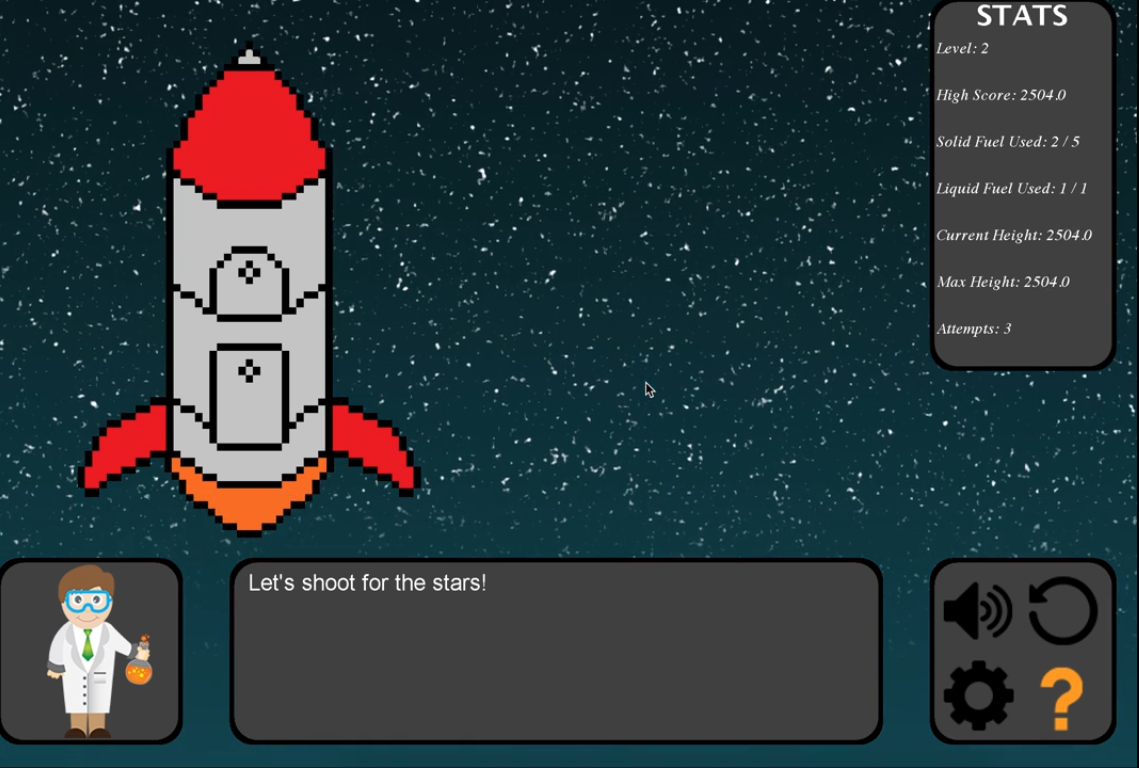 STATS
Level: 2
High Score: 2504.0
Solid Fuel Used: 2 / 5
Liquid Fuel Used: 1 / 1
Current Height: 2504.0
Max Height: 2504.0
Attempts: 3
Let's shoot for the stars!
?